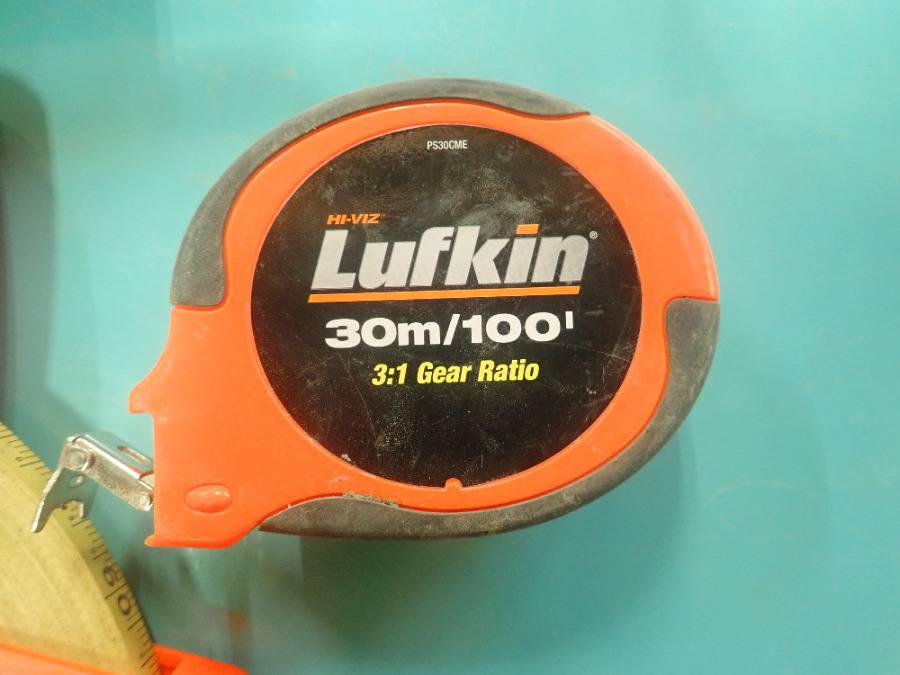 PS30CME
HI-VIZ®
Lufkin®
30m/100'
3:1 Gear Ratio